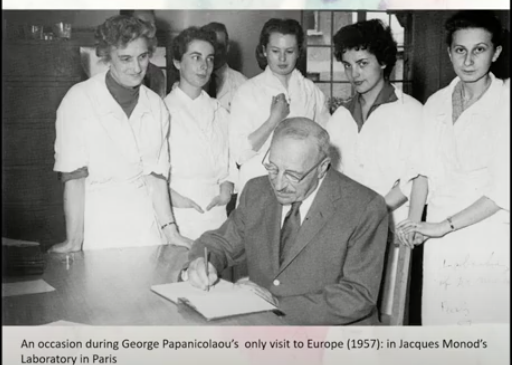 An occasion during George Papanicolaou's only visit to Europe (1957): in Jacques Monod's
Laboratory in Paris